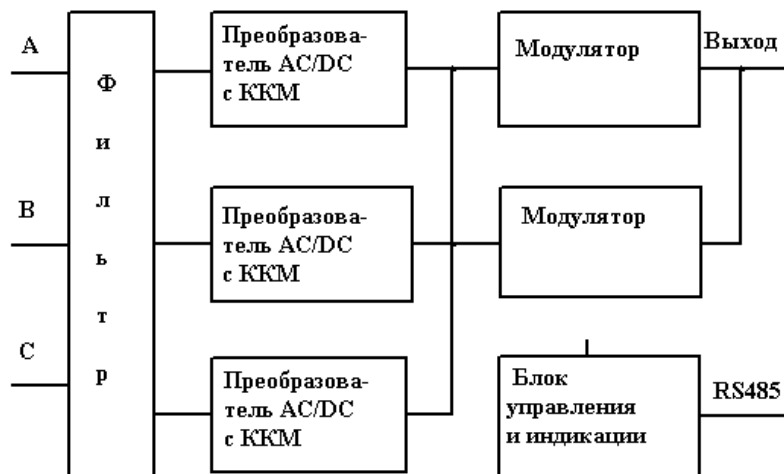 A
B
C
Ф
и
л
ь
т
р
Преобразова-
тель AC/DC
с ККМ
Преобразова-
тель AC/DC
с ККМ
Преобразова-
тель AC/DC
с ККМ
Модулятор
Выход
Модулятор
Блок
управления
и индикации
RS485